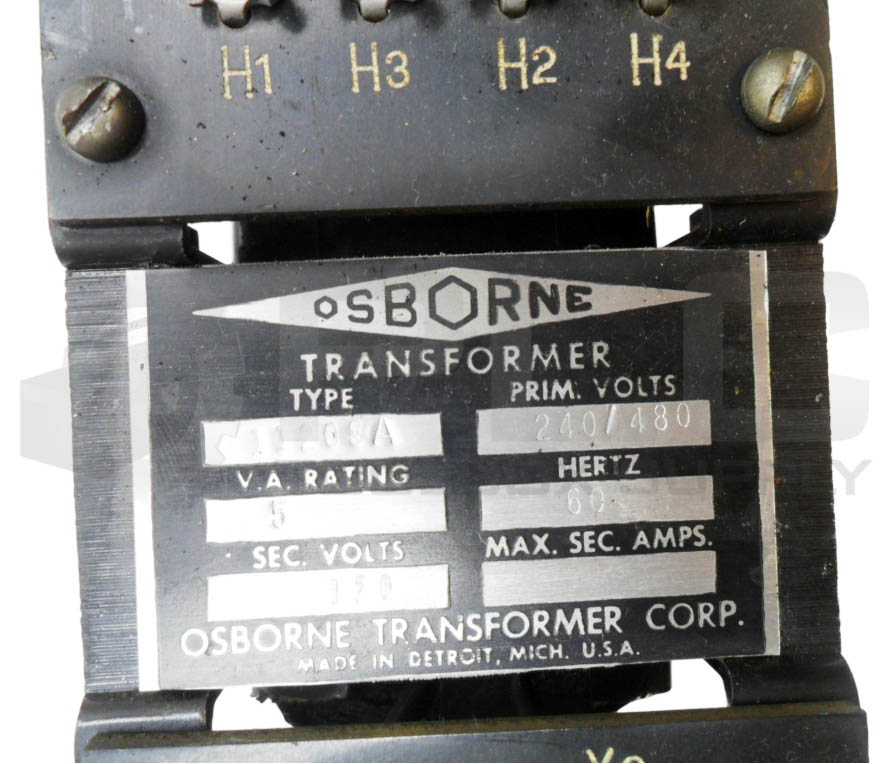 H1 H3 H2 H4
OSBORNE
TRANSFORMER
TYPE PRIM. VOLTS
240/480
V.A. RATING HERTZ
5 60
SEC. VOLTS MAX. SEC. AMPS.
120
OSBORNE TRANSFORMER CORP.
MADE IN DETROIT, MICH. U.S.A.